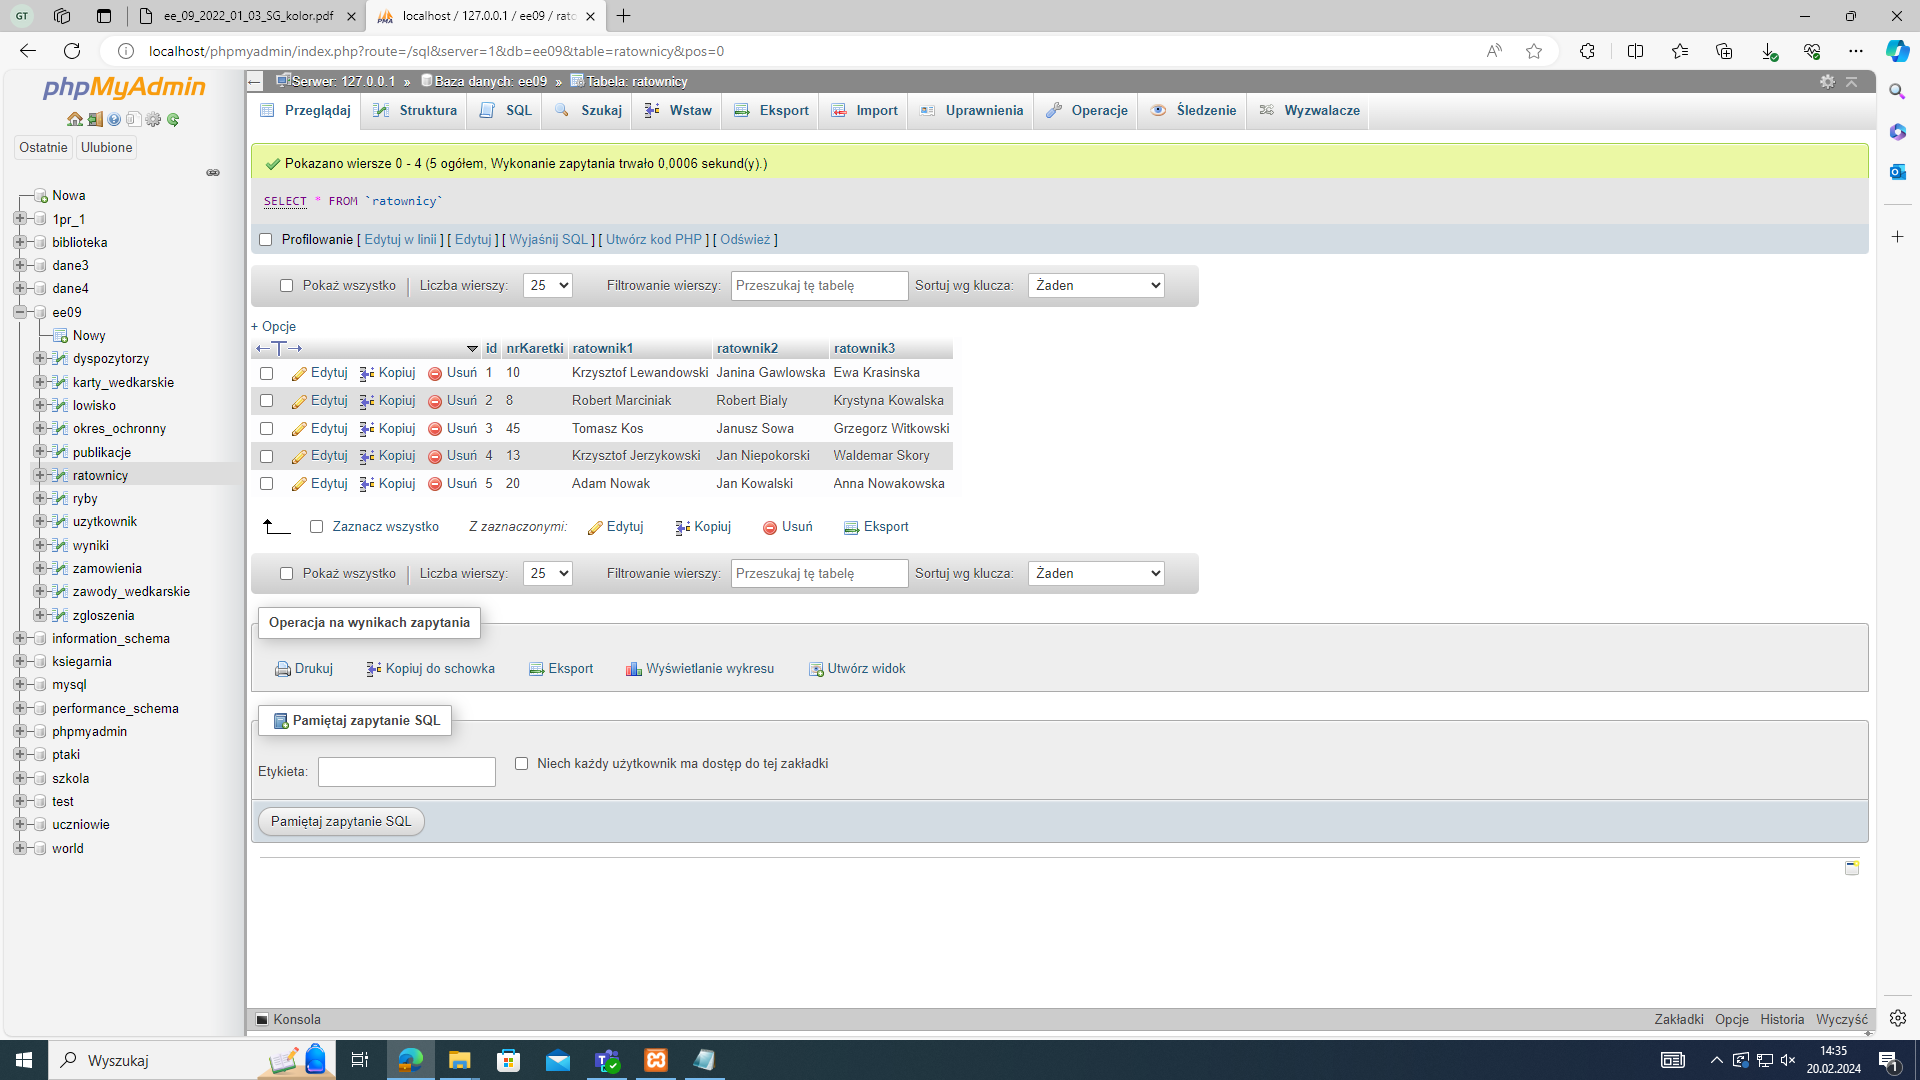 GT
ee_09_2022_01_03_SG_kolor.pdf
localhost / 127.0.0.1 / ee09 / rato
localhost/phpmyadmin/index.php?route=/sql&server=1&db=ee09&table=ratownicy&pos=0
phpMyAdmin
Ostatnie Ulubione
Nowa
1pr_1
biblioteka
dane3
dane4
ee09
Nowy
dyspozytorzy
karty_wedkarskie
lowisko
okres_ochronny
publikacje
ratownicy
ryby
uzytkownik
wyniki
zamowienia
zawody_wedkarskie
zgloszenia
information_schema
ksiegarnia
mysql
performance_schema
phpmyadmin
ptaki
szkola
test
uczniowie
world
Serwer: 127.0.0.1 » Baza danych: ee09 » Tabela: ratownicy
Przeglądaj Struktura SQL Szukaj Wstaw Eksport Import Uprawnienia Operacje Śledzenie Wyzwalacze
Pokazano wiersze 0 - 4 (5 ogółem, Wykonanie zapytania trwało 0,0006 sekund(y).)
SELECT * FROM `ratownicy`
Profilowanie [ Edytuj w linii ] [ Edytuj ] [ Wyjaśnij SQL ] [ Utwórz kod PHP ] [ Odśwież ]
Pokaż wszystko Liczba wierszy: 25 Filtrowanie wierszy: Przeszukaj tę tabelę Sortuj wg klucza: Żaden
+ Opcje
←T→ id nrKaretki ratownik1 ratownik2 ratownik3
Edytuj Kopiuj Usuń 1 10 Krzysztof Lewandowski Janina Gawlowska Ewa Krasinska
Edytuj Kopiuj Usuń 2 8 Robert Marciniak Robert Bialy Krystyna Kowalska
Edytuj Kopiuj Usuń 3 45 Tomasz Kos Janusz Sowa Grzegorz Witkowski
Edytuj Kopiuj Usuń 4 13 Krzysztof Jerzykowski Jan Niepokorski Waldemar Skory
Edytuj Kopiuj Usuń 5 20 Adam Nowak Jan Kowalski Anna Nowakowska
Zaznacz wszystko Z zaznaczonymi: Edytuj Kopiuj Usuń Eksport
Pokaż wszystko Liczba wierszy: 25 Filtrowanie wierszy: Przeszukaj tę tabelę Sortuj wg klucza: Żaden
Operacja na wynikach zapytania
Drukuj Kopiuj do schowka Eksport Wyświetlanie wykresu Utwórz widok
Pamiętaj zapytanie SQL
Etykieta: Niech każdy użytkownik ma dostęp do tej zakładki
Pamiętaj zapytanie SQL
Konsola Zakładki Opcje Historia Wyczyść
Wyszukaj
14:35
20.02.2024
1